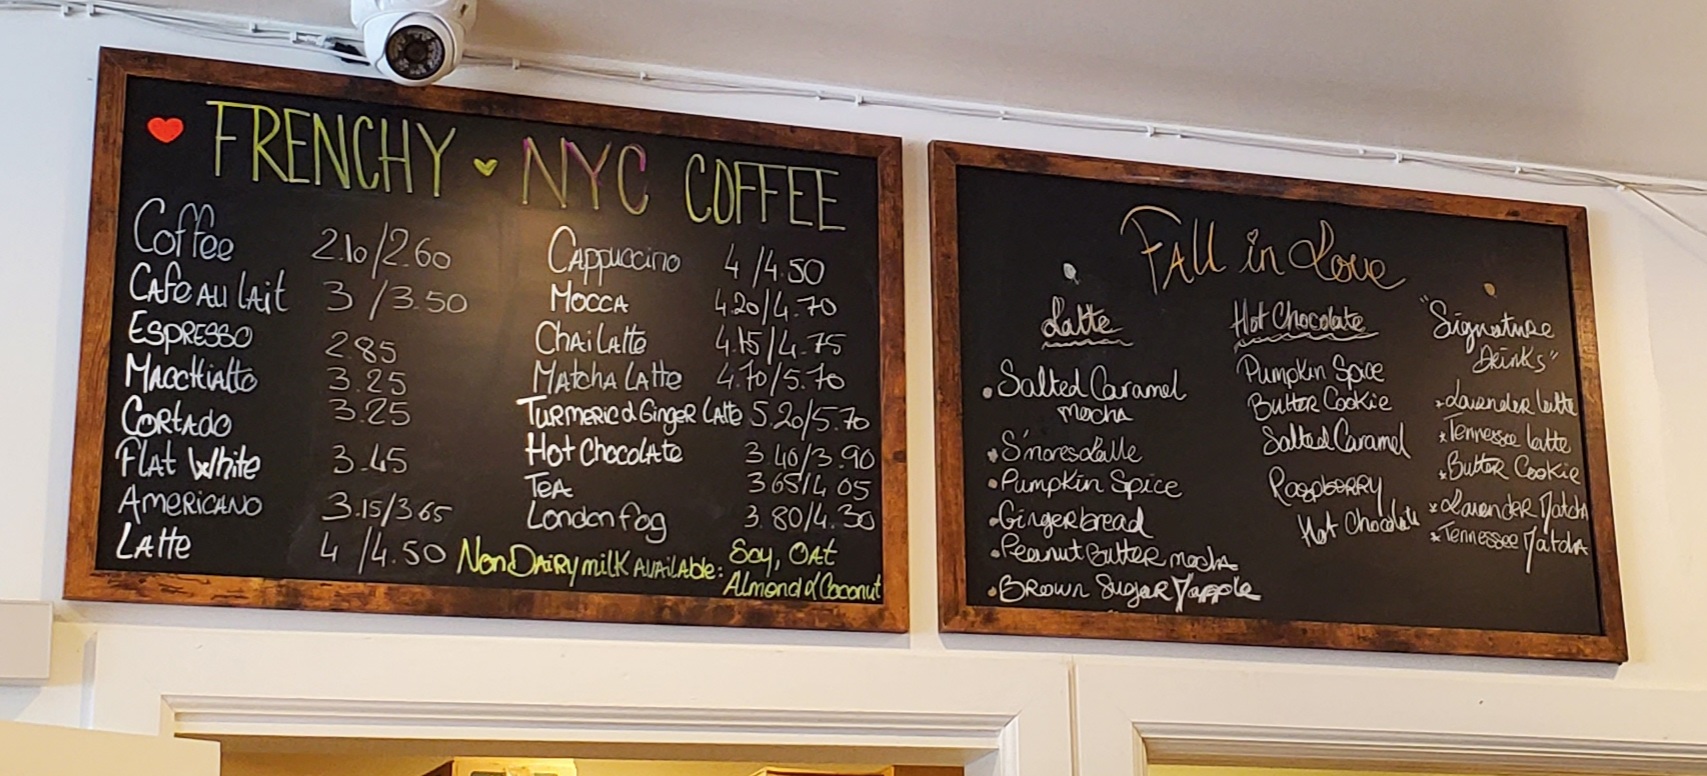 FRENCHY NYC COFFEE
Coffee 2.10/2.60
Cafe au lait 3 /3.50
Espresso 2.85
Macchiatto 3.25
Cortado 3.25
Flat White 3.45
Americano 3.15/3.65
Latte 4 /4.50
Cappuccino 4 /4.50
Mocca 4.20/4.70
Chai Latte 4.15/4.75
Matcha Latte 4.70/5.70
Turmeric & Ginger Latte 5.20/5.70
Hot Chocolate 3 40/3.90
Tea 3 65/4 05
London fog 3.80/4.30
Non Dairy milk available: Soy, Oat
Almond & Coconut
Fall in Love
Latte
Salted Caramel
mocha
S'mores Latte
Pumpkin Spice
Gingerbread
Peanut Butter mocha
Brown Sugar Mapple
Hot Chocolate
Pumpkin Spice
Butter Cookie
Salted Caramel
Raspberry
Hot Chocolate
"Signature
Drinks"
Lavender latte
Tennessee latte
Butter Cookie
Lavender Matcha
Tennessee Matcha